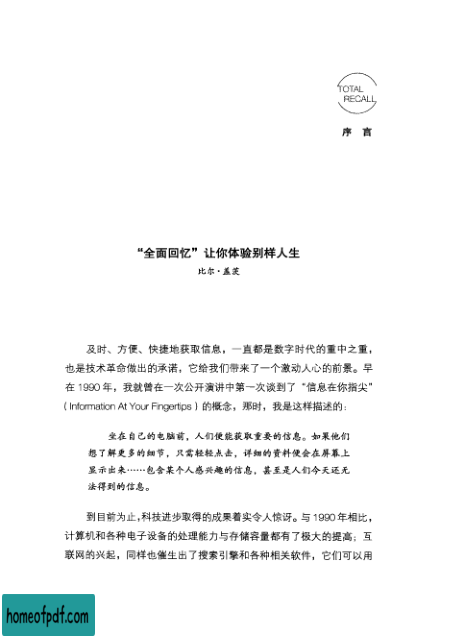 TOTAL
RECALL
序 言
“全面回忆”让你体验别样人生
比尔·盖茨
及时、方便、快捷地获取信息，一直都是数字时代的重中之重，
也是技术革命做出的承诺，它给我们带来了一个激动人心的前景。早
在 1990 年，我就曾在一次公开演讲中第一次谈到了“信息在你指尖”
（Information At Your Fingertips）的概念，那时，我是这样描述的：
坐在自己的电脑前，人们便能获取重要的信息。如果他们
想了解更多的细节，只需轻轻点击，详细的资料便会在屏幕上
显示出来……包含某个人感兴趣的信息，甚至是人们今天还无
法得到的信息。
到目前为止，科技进步取得的成果着实令人惊讶。与 1990 年相比，
计算机和各种电子设备的处理能力与存储容量都有了极大的提高；互
联网的兴起，同样也催生出了搜索引擎和各种相关软件，它们可以用
homeofpdf.com